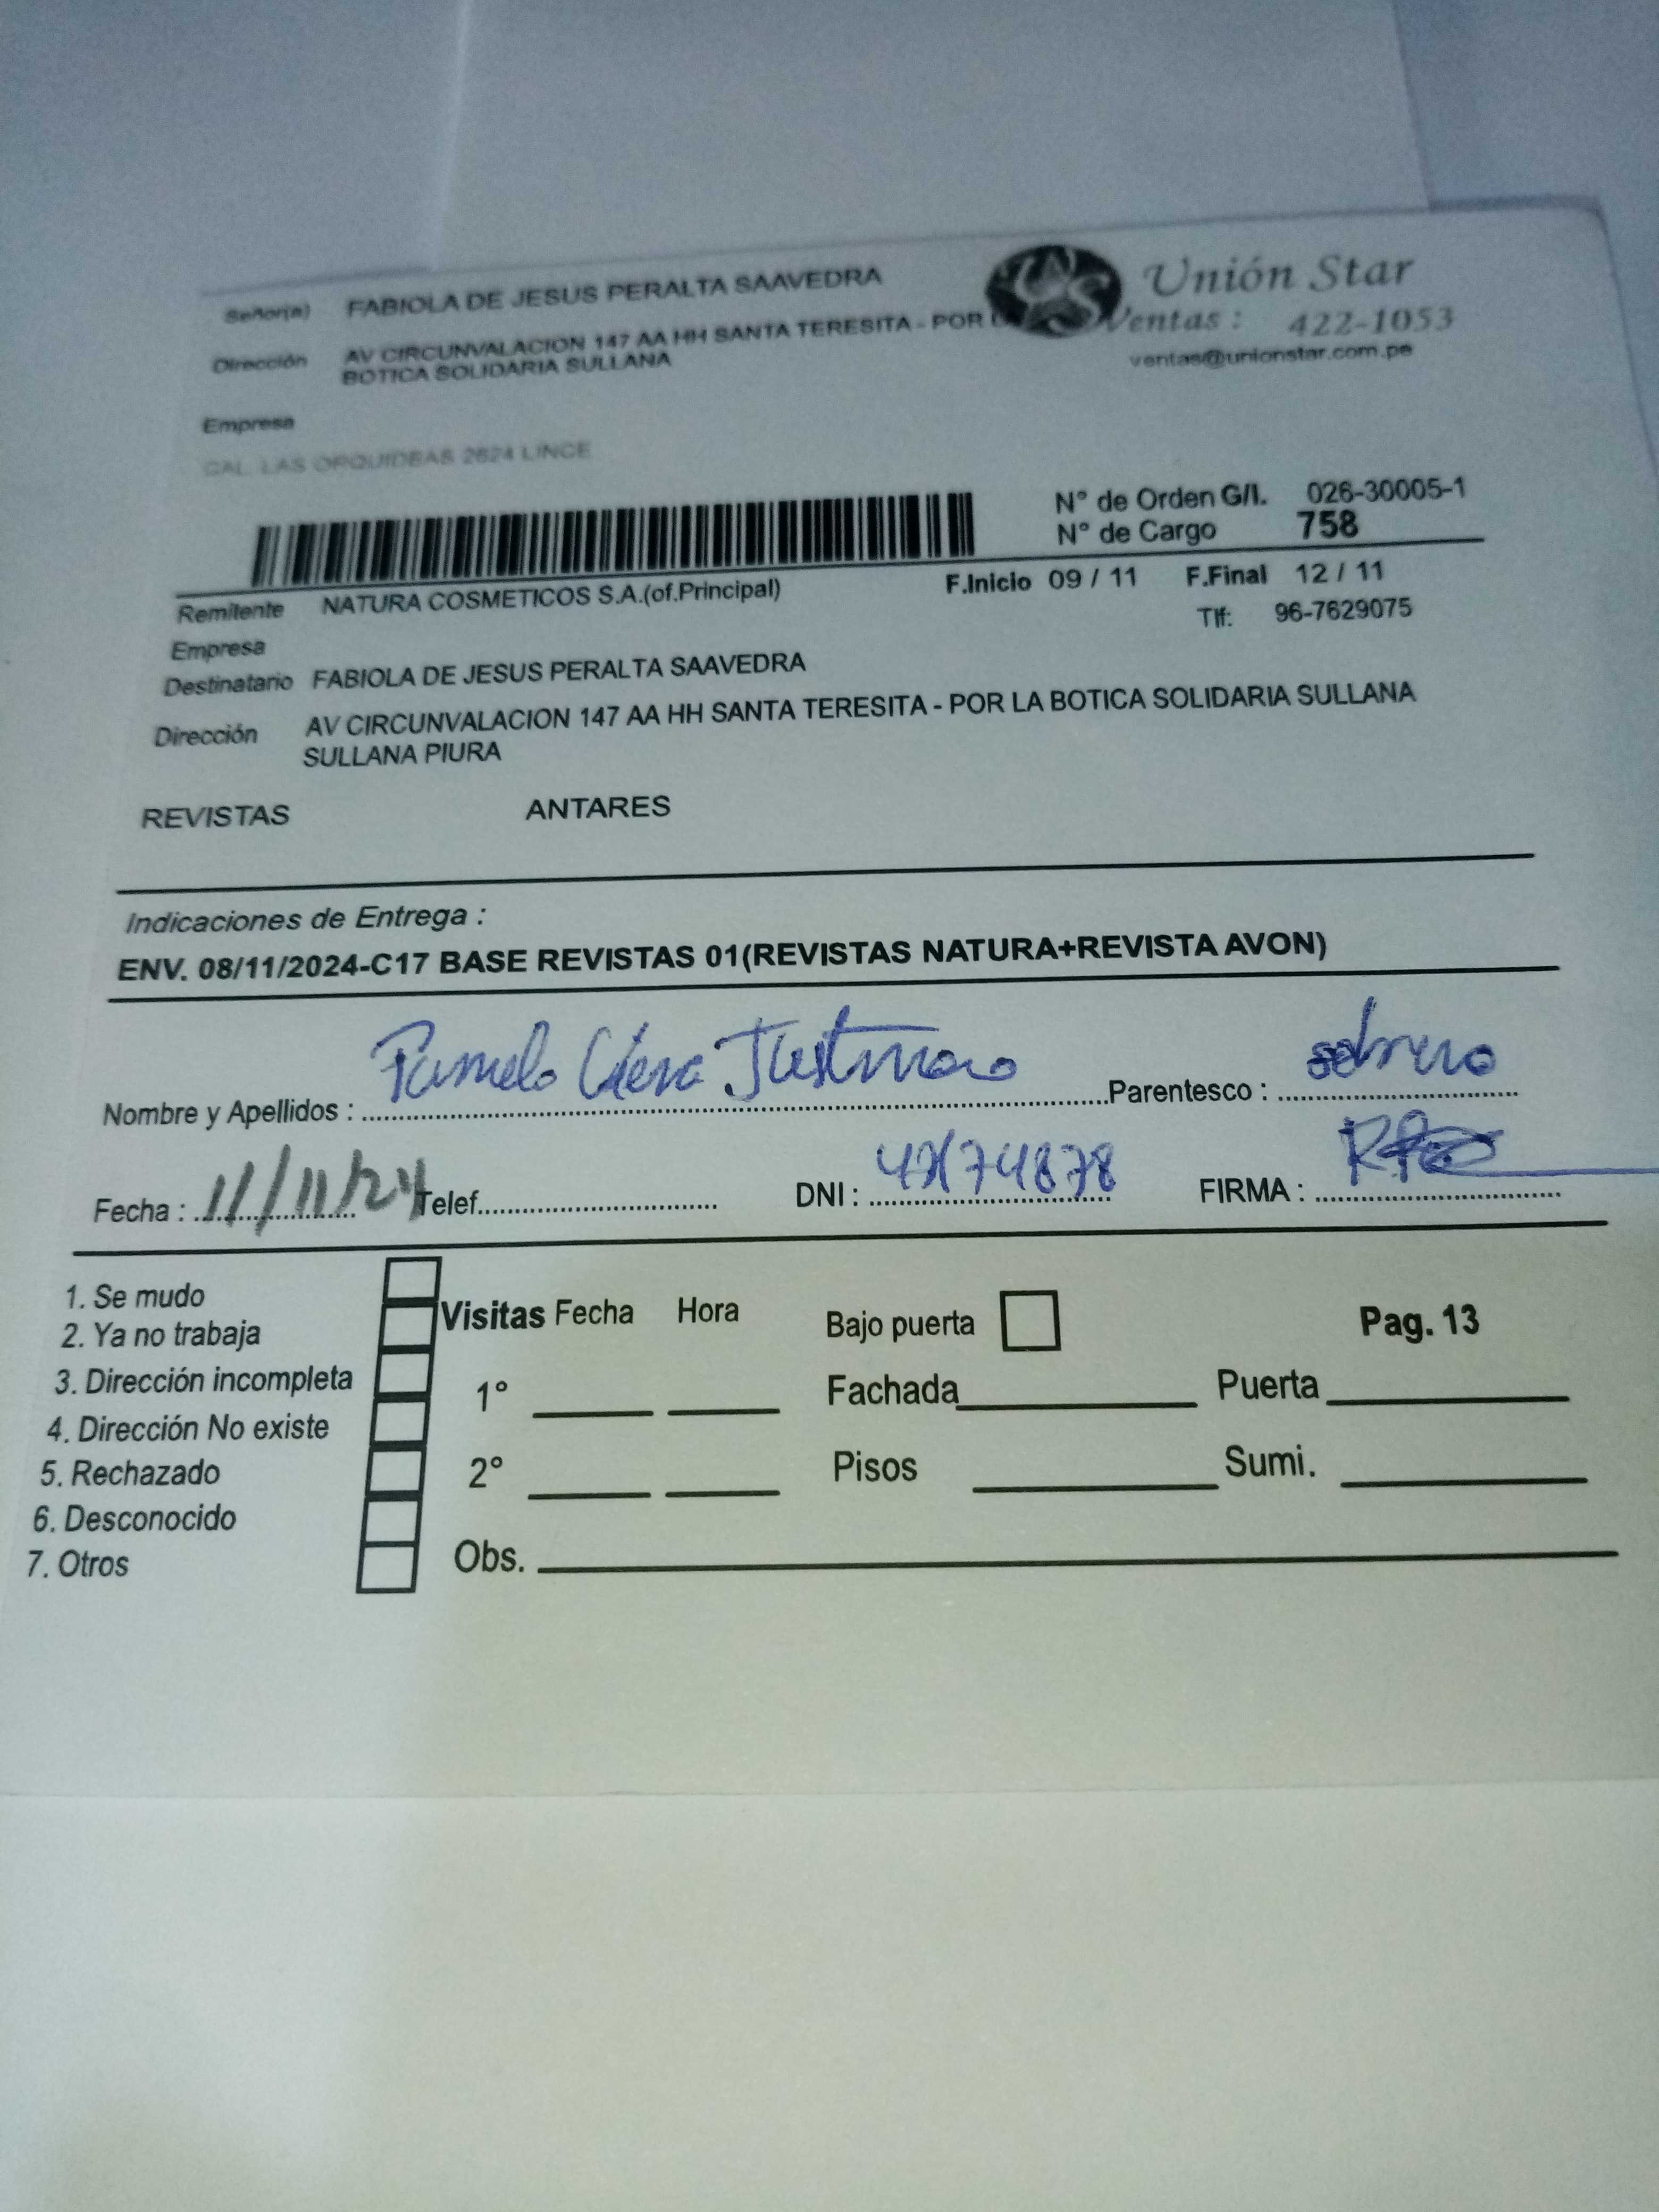 Señor(a) FABIOLA DE JESUS PERALTA SAAVEDRA
Unión Star
Dirección AV CIRCUNVALACION 147 AA HH SANTA TERESITA - POR
BOTICA SOLIDARIA SULLANA
Ventas : 422-1053
ventas@unionstar.com.pe
Empresa
CAL. LAS ORQUIDEAS 2624 LINCE
N° de Orden G/I. 026-30005-1
N° de Cargo 758
Remitente NATURA COSMETICOS S.A.(of.Principal) F.Inicio 09 / 11 F.Final 12 / 11
Empresa Tlf: 96-7629075
Destinatario FABIOLA DE JESUS PERALTA SAAVEDRA
Dirección AV CIRCUNVALACION 147 AA HH SANTA TERESITA - POR LA BOTICA SOLIDARIA SULLANA
SULLANA PIURA
REVISTAS ANTARES
Indicaciones de Entrega :
ENV. 08/11/2024-C17 BASE REVISTAS 01(REVISTAS NATURA+REVISTA AVON)
Nombre y Apellidos : Pamela Parentesco :
Fecha : 11/11/24 Telef. DNI : FIRMA :
1. Se mudo
2. Ya no trabaja
3. Dirección incompleta
4. Dirección No existe
5. Rechazado
6. Desconocido
7. Otros
Visitas Fecha Hora Bajo puerta Pag. 13
1° Fachada Puerta
2° Pisos Sumi.
Obs.